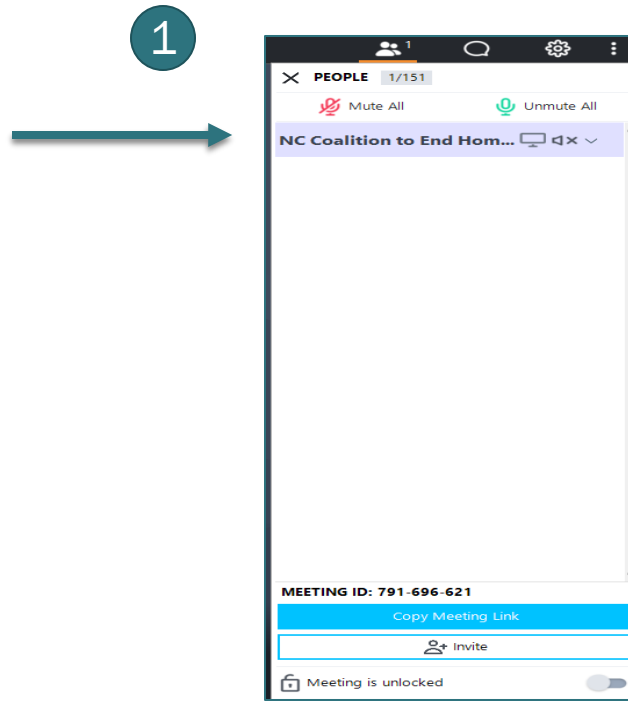 1
1
PEOPLE 1/151
Mute All Unmute All
NC Coalition to End Hom...
MEETING ID: 791-696-621
Copy Meeting Link
Invite
Meeting is unlocked